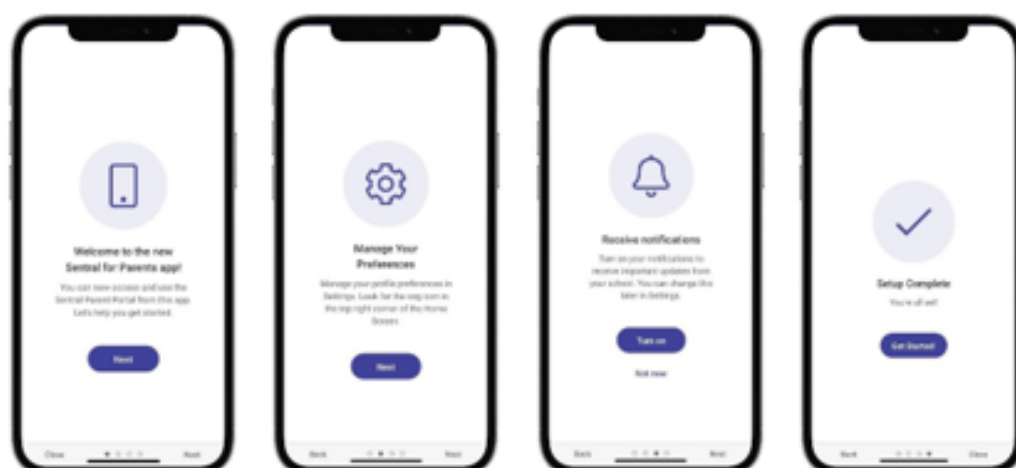 Welcome to the new
Sentral for Parents app!
You can now access and use the
Sentral Parent Portal from this app.
Let's help you get started.
Next
Close
Next
Manage Your
Preferences
Manage your profile preferences in
Settings. Look for the cog icon in
the top right corner of the Home
Screen.
Next
Back
Next
Receive notifications
Turn on your notifications to
receive important updates from
your school. You can change this
later in Settings.
Turn on
Not now
Back
Next
Setup Complete
You're all set!
Get Started
Back
Close